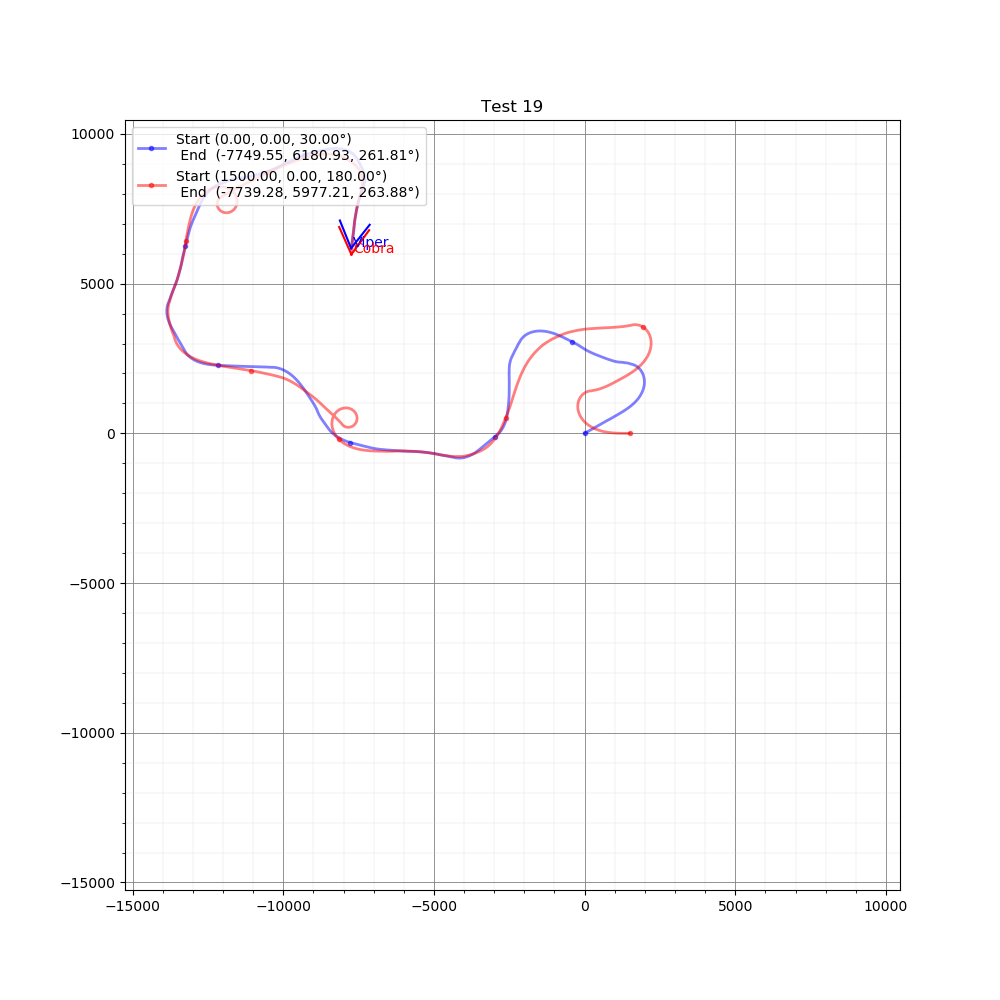 Test 19
10000
5000
0
−5000
−10000
−15000
Start (0.00, 0.00, 30.00°)
End (-7749.55, 6180.93, 261.81°)
Start (1500.00, 0.00, 180.00°)
End (-7739.28, 5977.21, 263.88°)
Viper
Cobra
−15000
−10000
−5000
0
5000
10000